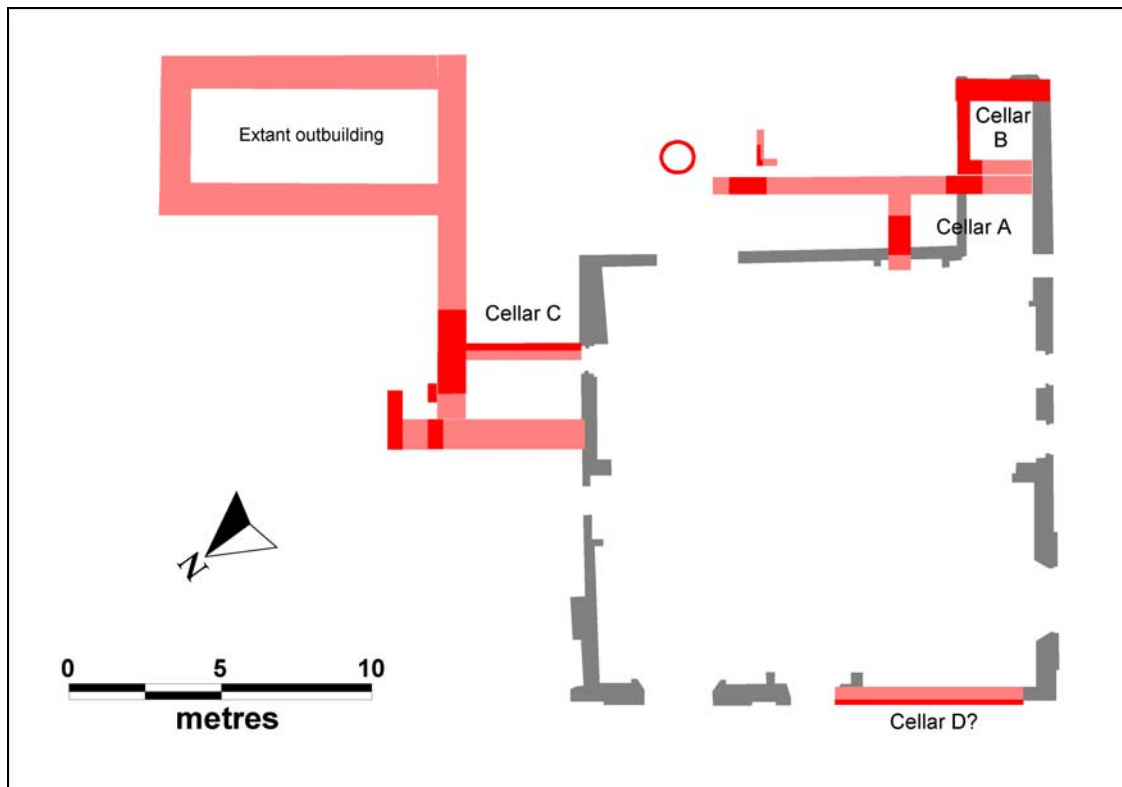 Extant outbuilding
Cellar
B
Cellar A
Cellar C
N
0 5 10
metres
Cellar D?